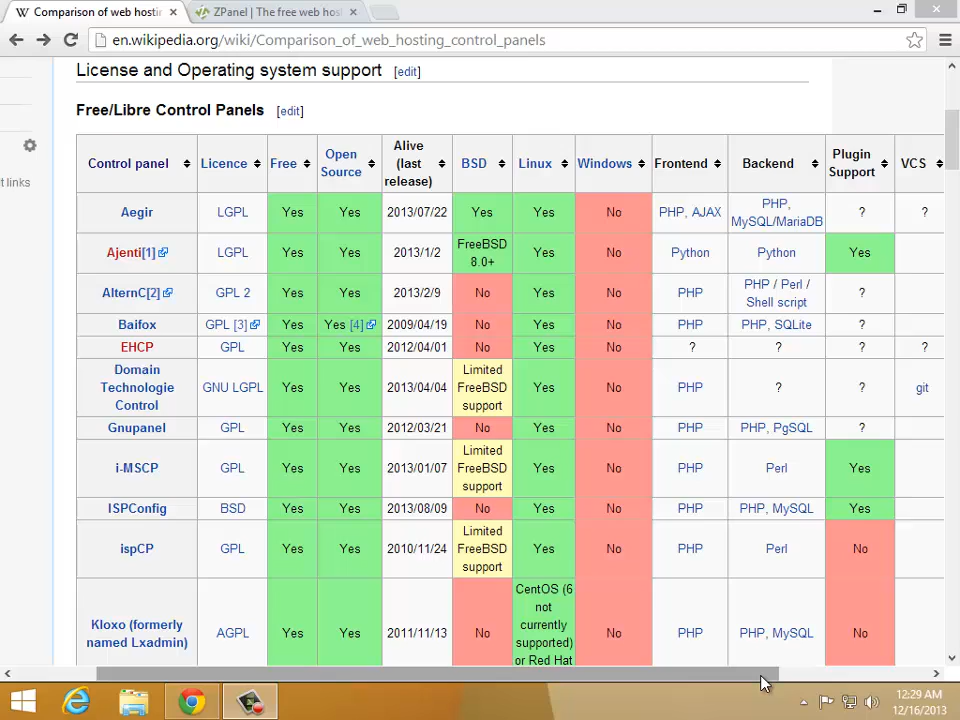 Comparison of web hostin
ZPanel | The free web hos
en.wikipedia.org/wiki/Comparison_of_web_hosting_control_panels
t links
License and Operating system support [edit]
Free/Libre Control Panels [edit]
Control panel Licence Free Open Source Alive (last release) BSD Linux Windows Frontend Backend Plugin Support VCS
Aegir LGPL Yes Yes 2013/07/22 Yes Yes No PHP, AJAX PHP, MySQL/MariaDB ? ?
Ajenti[1] LGPL Yes Yes 2013/1/2 FreeBSD 8.0+ Yes No Python Python Yes
AlternC[2] GPL 2 Yes Yes 2013/2/9 No Yes No PHP PHP / Perl / Shell script ?
Baifox GPL [3] Yes Yes [4] 2009/04/19 No Yes No PHP PHP, SQLite ?
EHCP GPL Yes Yes 2012/04/01 No Yes No ? ? ? ?
Domain Technologie Control GNU LGPL Yes Yes 2013/04/04 Limited FreeBSD support Yes No PHP ? ? git
Gnupanel GPL Yes Yes 2012/03/21 No Yes No PHP PHP, PgSQL ?
i-MSCP GPL Yes Yes 2013/01/07 Limited FreeBSD support Yes No PHP Perl Yes
ISPConfig BSD Yes Yes 2013/08/09 No Yes No PHP PHP, MySQL Yes
ispCP GPL Yes Yes 2010/11/24 Limited FreeBSD support Yes No PHP Perl No
Kloxo (formerly named Lxadmin) AGPL Yes Yes 2011/11/13 No CentOS (6 not currently supported) or Red Hat No PHP PHP, MySQL No
12:29 AM
12/16/2013